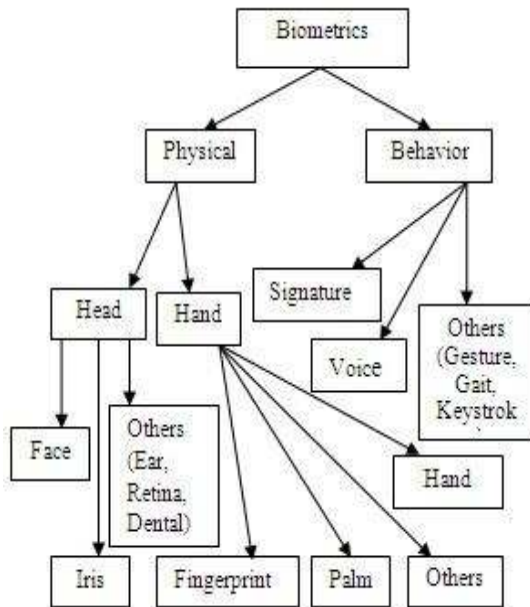 Biometrics
Physical
Behavior
Signature
Head
Hand
Voice
Others
(Gesture,
Gait,
Keystrok
Face
Others
(Ear,
Retina,
Dental)
Hand
Iris
Fingerprint
Palm
Others